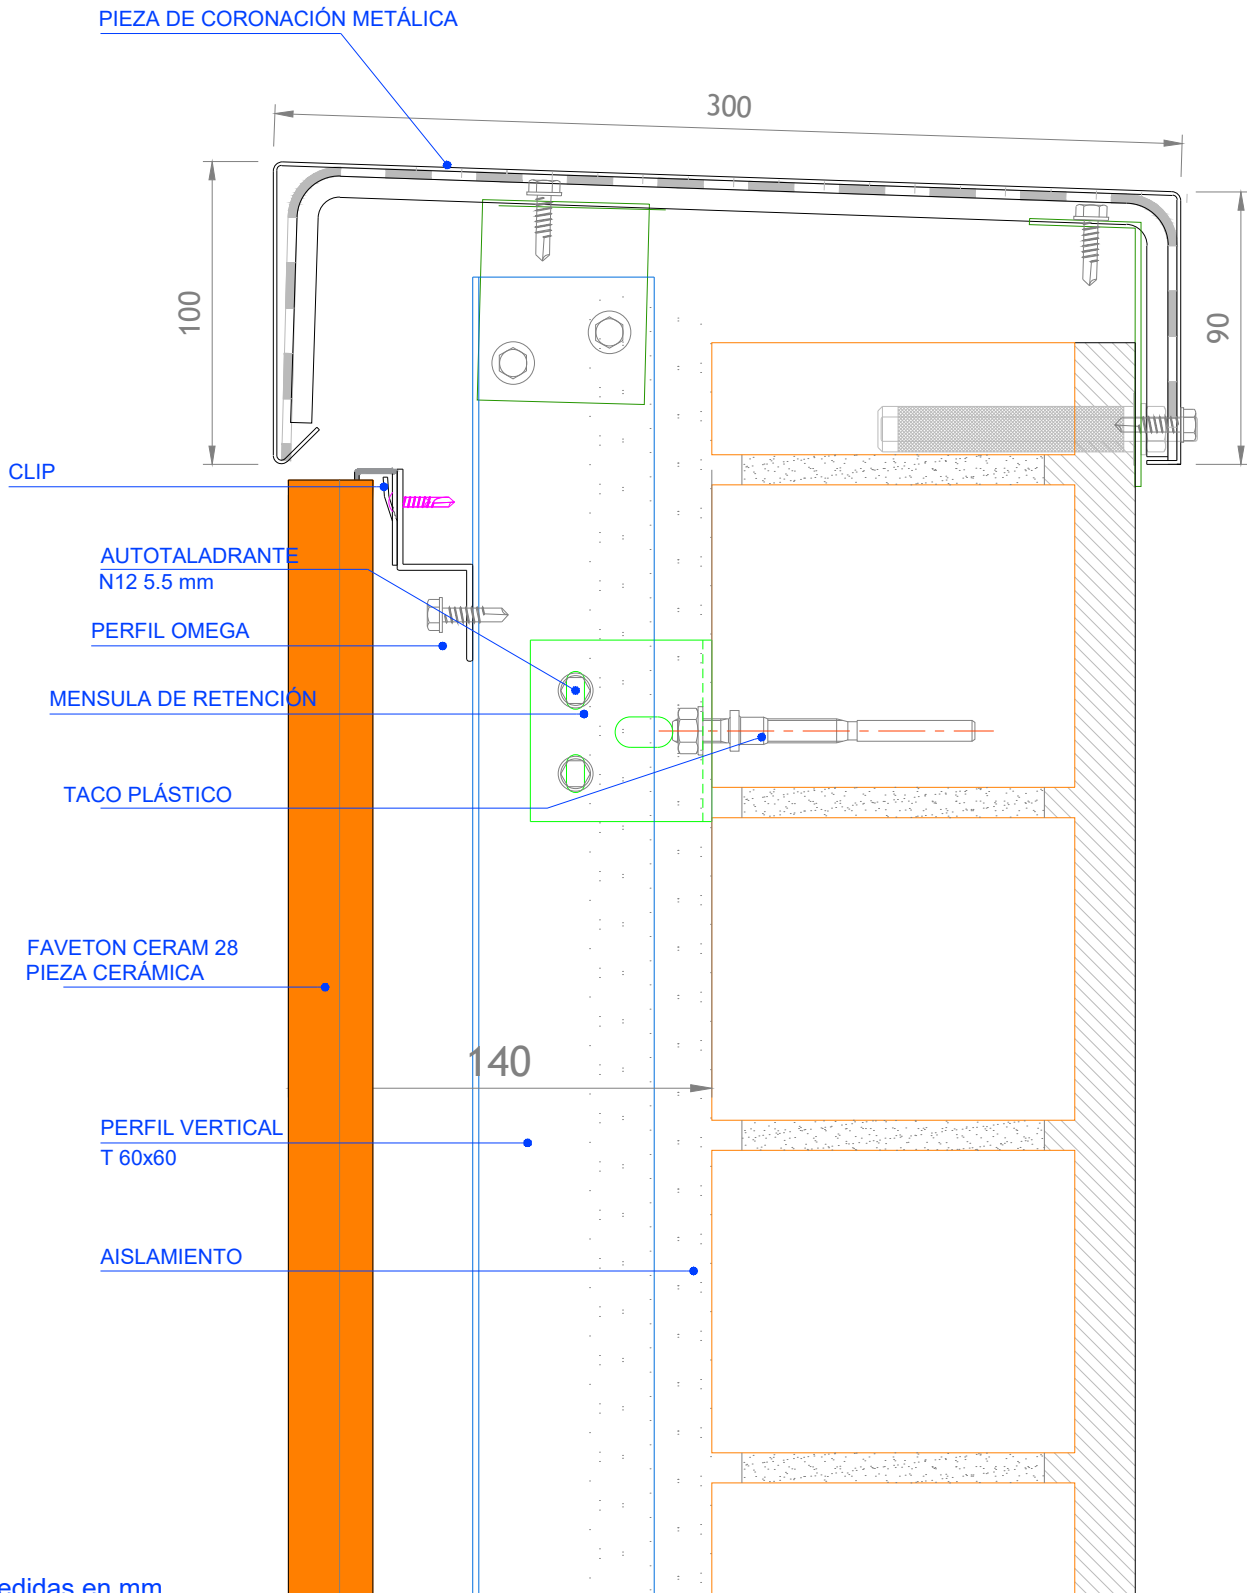 PIEZA DE CORONACIÓN METÁLICA
300
100
90
CLIP
AUTOTALADRANTE
N12 5.5 mm
PERFIL OMEGA
MENSULA DE RETENCIÓN
TACO PLÁSTICO
FAVETON CERAM 28
PIEZA CERÁMICA
140
PERFIL VERTICAL
T 60x60
AISLAMIENTO
edidas en mm